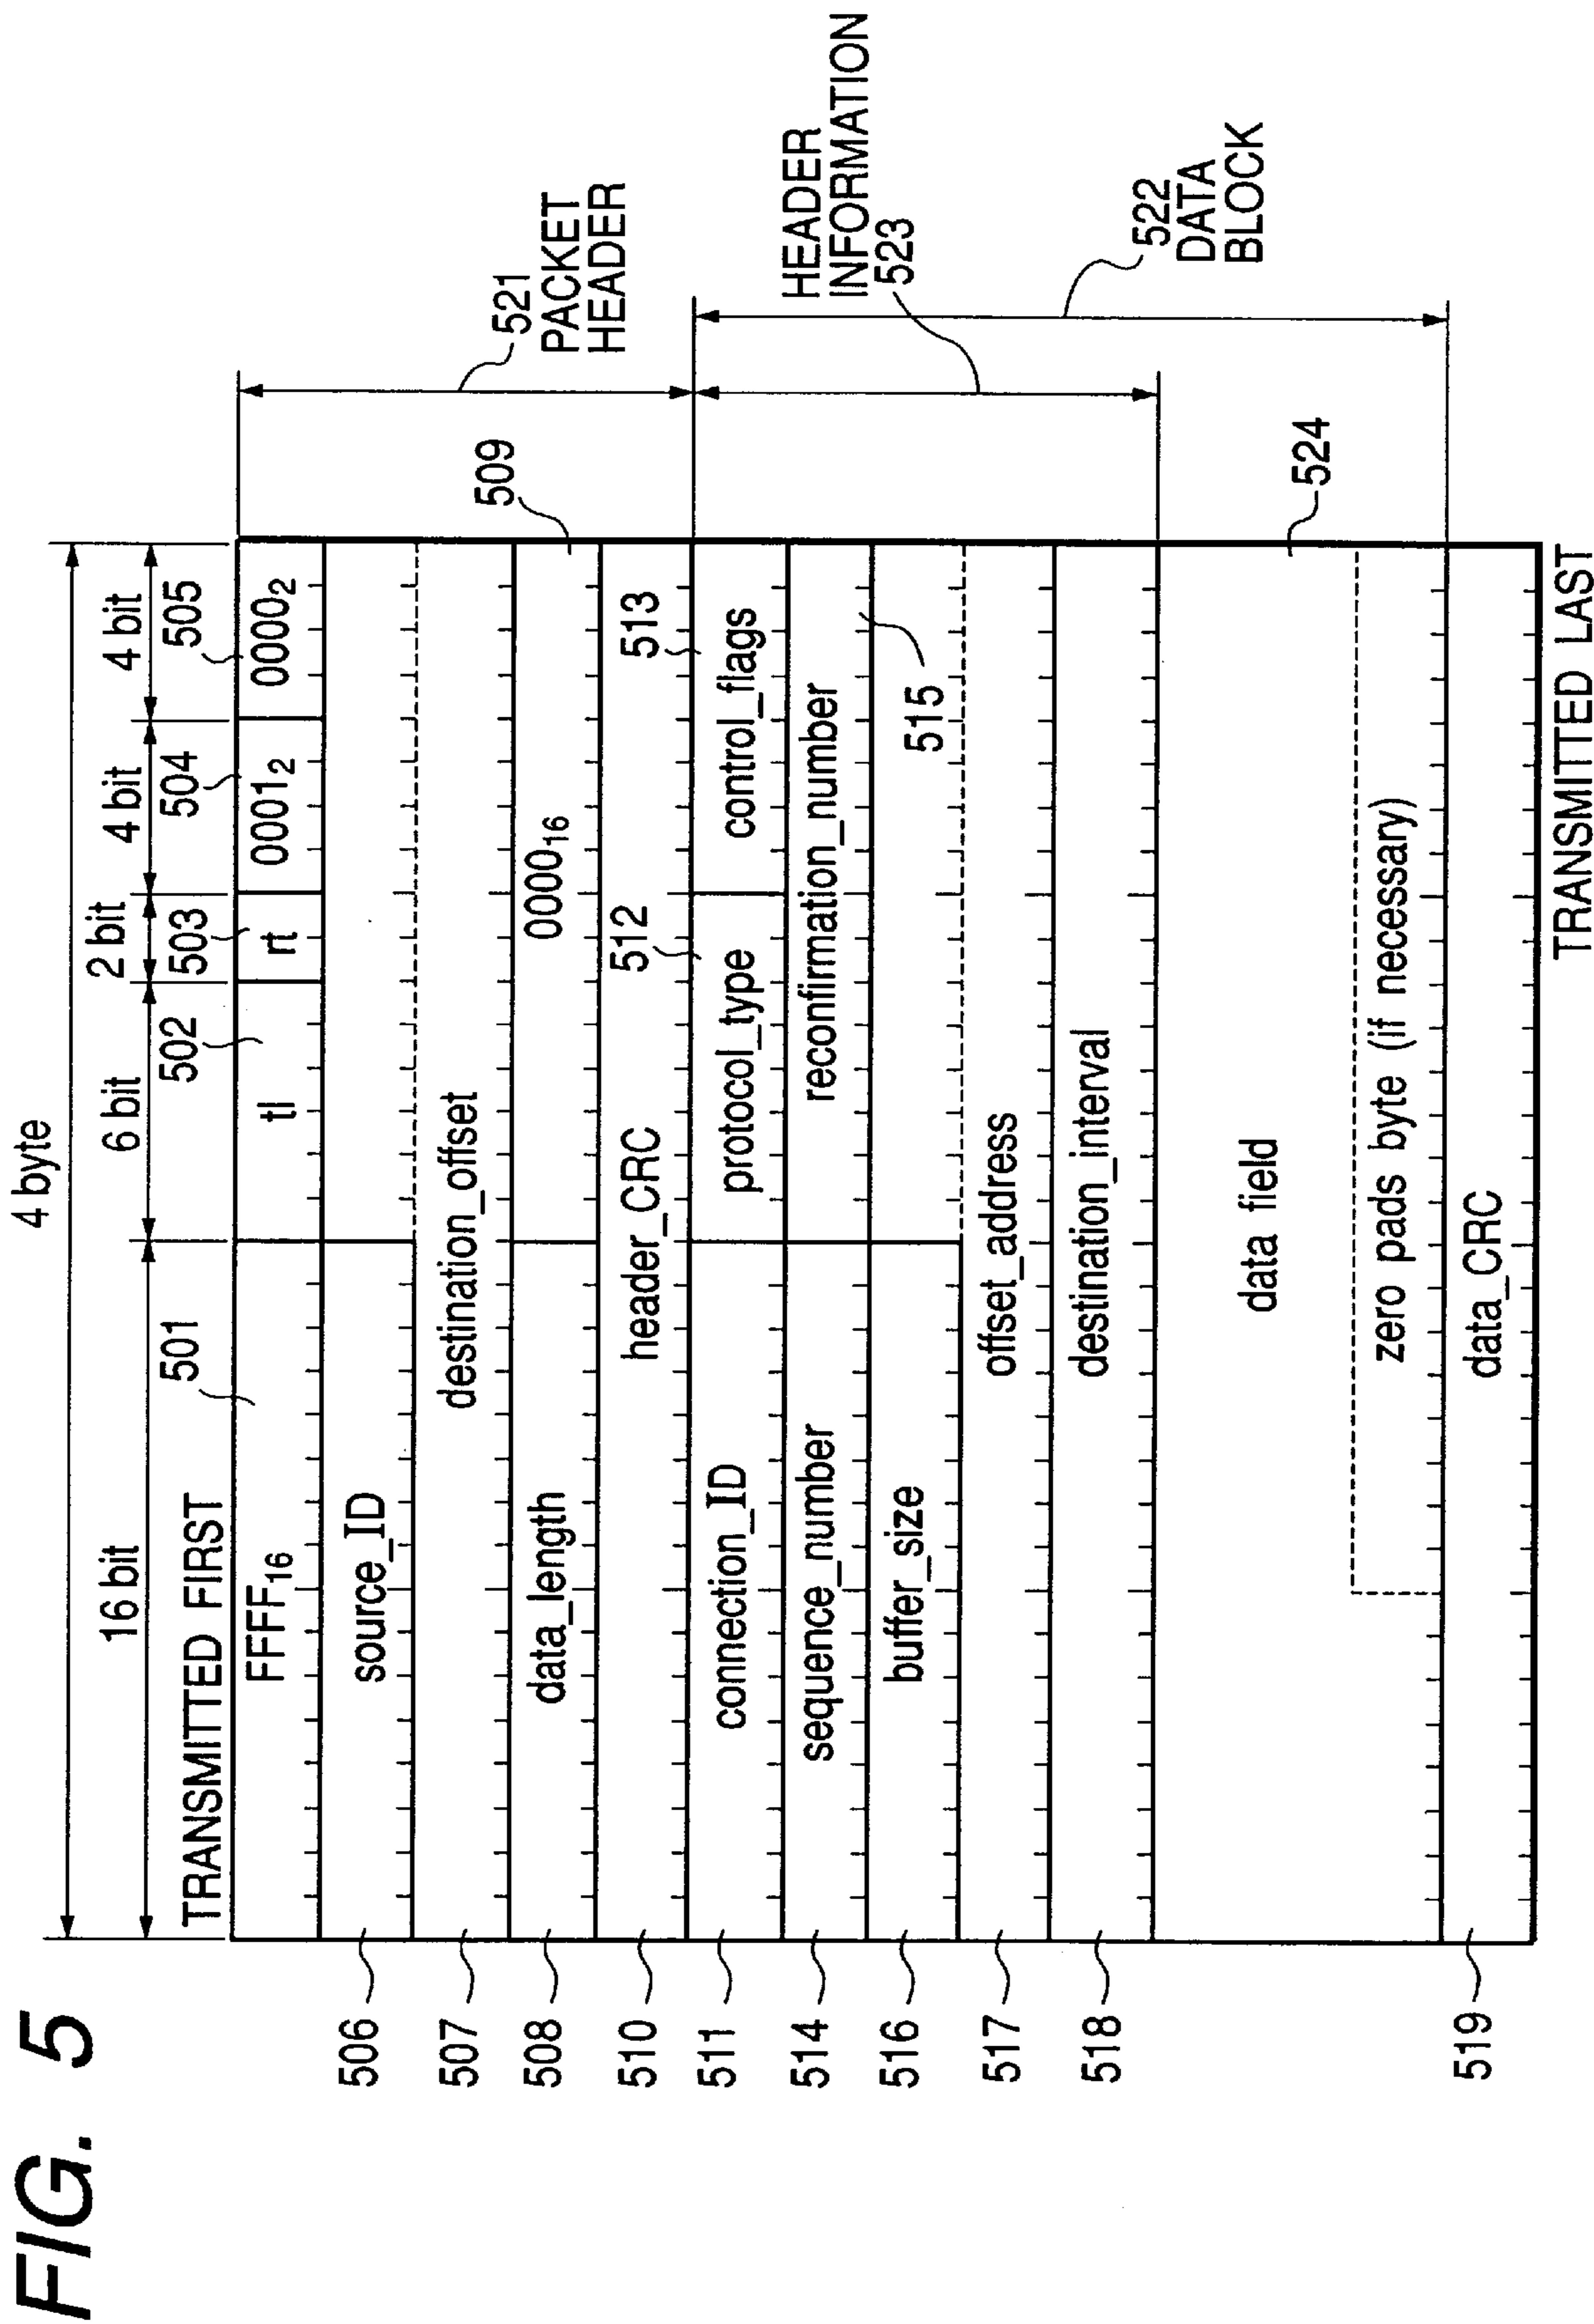 FIG. 5
4 byte
16 bit
6 bit
2 bit
4 bit
4 bit
TRANSMITTED FIRST
501
502
503
504
505
FFFF16
tl
rt
00012
00002
506
source_ID
507
destination_offset
508
data_length
000016
509
510
header_CRC
512
513
511
connection_ID
protocol_type
control_flags
514
sequence_number
reconfirmation_number
516
buffer_size
515
517
offset_address
518
destination_interval
data field
524
zero pads byte (if necessary)
519
data_CRC
TRANSMITTED LAST
521
PACKET
HEADER
HEADER
INFORMATION
523
522
DATA
BLOCK